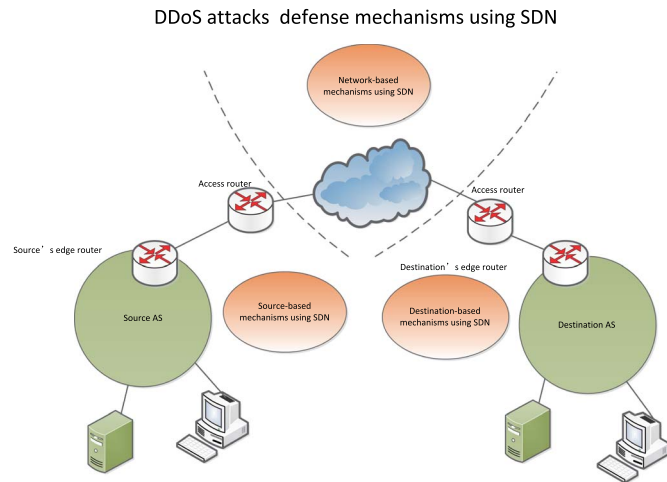 DDoS attacks  defense mechanisms using SDN
Network-based
mechanisms using SDN
Access router
Access router
Source’s edge router
Destination’s edge router
Source-based
mechanisms using SDN
Destination-based
mechanisms using SDN
Source AS
Destination AS